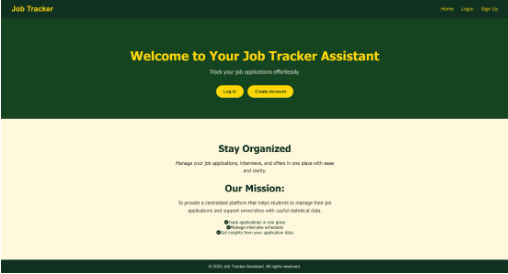 Job Tracker
Home Login Sign Up
Welcome to Your Job Tracker Assistant
Track your job applications effortlessly.
Log In Create Account
Stay Organized
Manage your job applications, interviews, and offers in one place with ease
and clarity.
Our Mission:
To provide a centralized platform that helps students to manage their job
applications and support universities with useful statistical data.
Track applications in one place
Manage interview schedules
Get insights from your application data
© 2025 Job Tracker Assistant. All rights reserved.